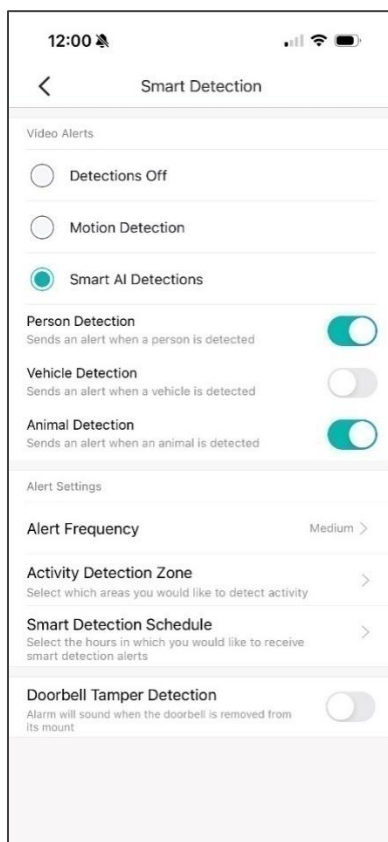 12:00
Smart Detection
Video Alerts
Detections Off
Motion Detection
Smart AI Detections
Person Detection
Sends an alert when a person is detected
Vehicle Detection
Sends an alert when a vehicle is detected
Animal Detection
Sends an alert when an animal is detected
Alert Settings
Alert Frequency
Medium
Activity Detection Zone
Select which areas you would like to detect activity
Smart Detection Schedule
Select the hours in which you would like to receive
smart detection alerts
Doorbell Tamper Detection
Alarm will sound when the doorbell is removed from
its mount